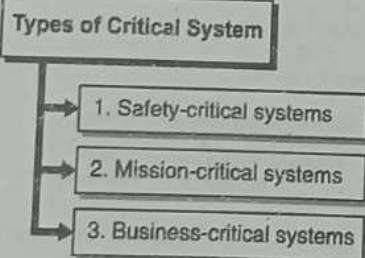 Types of Critical System
1. Safety-critical systems
2. Mission-critical systems
3. Business-critical systems